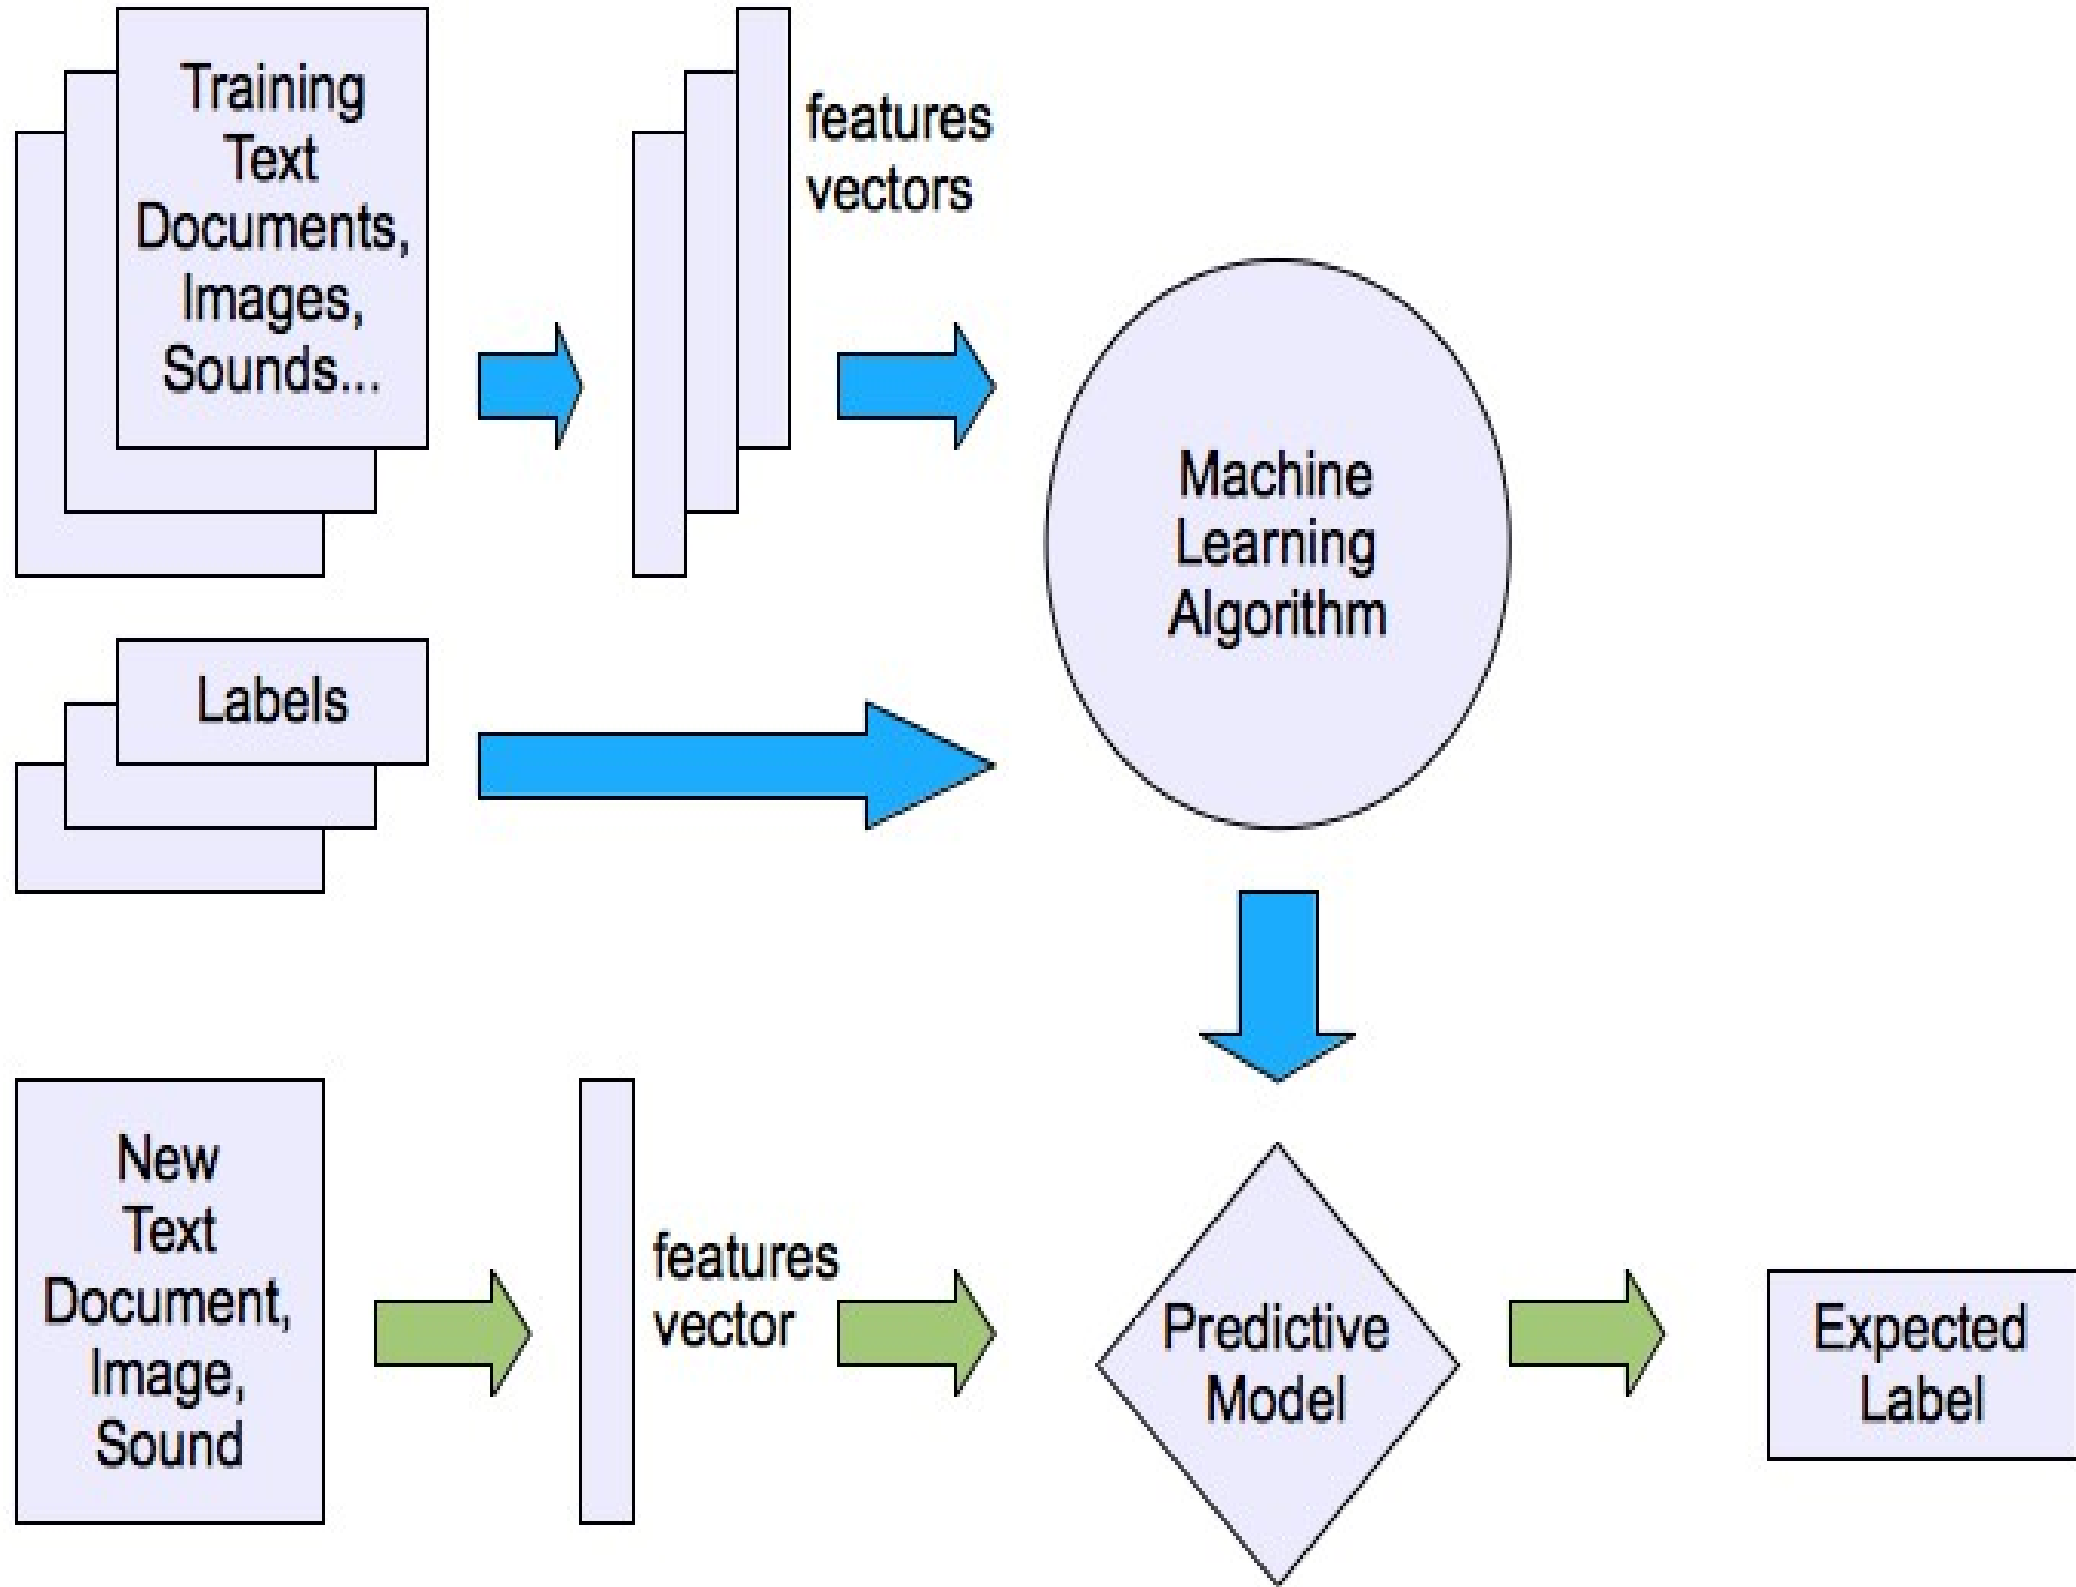 Training
Text
Documents,
Images,
Sounds...
features
vectors
Machine
Learning
Algorithm
Labels
New
Text
Document,
Image,
Sound
features
vector
Predictive
Model
Expected
Label